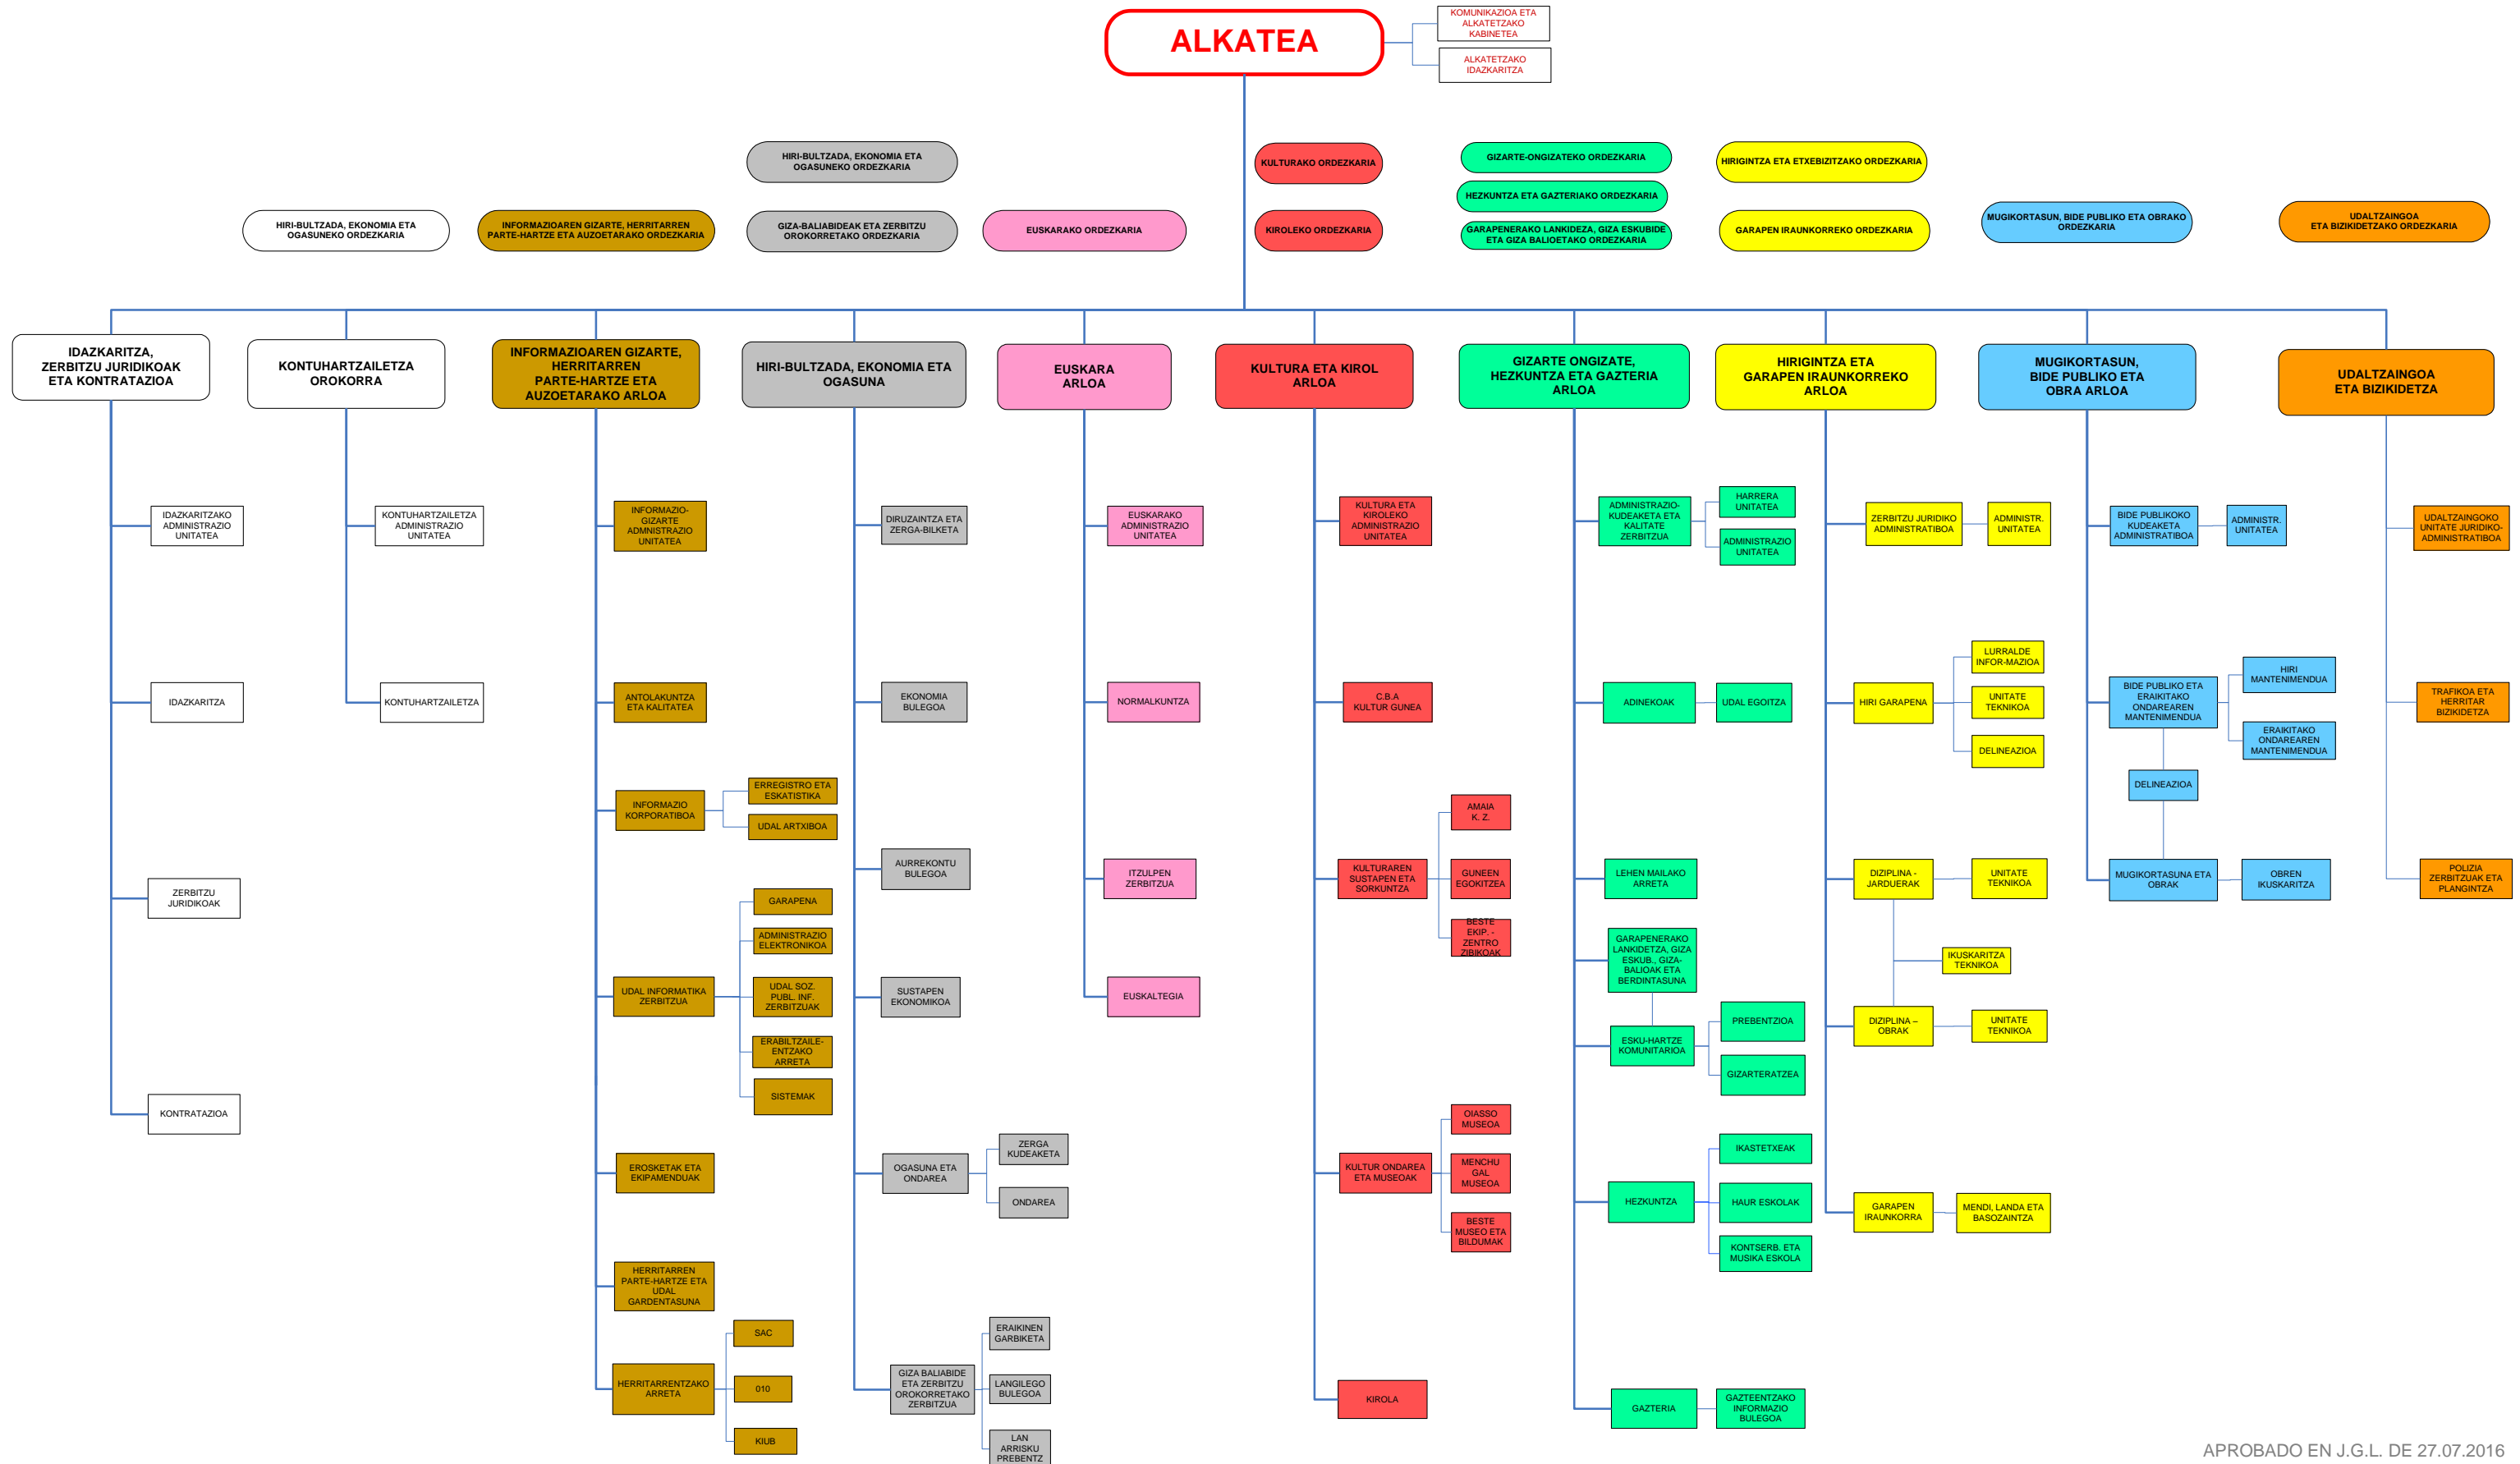 ALKATEA
KOMUNIKAZIOA ETA
ALKATETZAKO
KABINETEA
ALKATETZAKO
IDAZKARITZA
HIRI-BULTZADA, EKONOMIA ETA
OGASUNEKO ORDEZKARIA
KULTURAKO ORDEZKARIA
GIZARTE-ONGIZATEKO ORDEZKARIA
HIRIGINTZA ETA ETXEBIZITZAKO ORDEZKARIA
HEZKUNTZA ETA GAZTERIAKO ORDEZKARIA
HIRI-BULTZADA, EKONOMIA ETA
OGASUNEKO ORDEZKARIA
INFORMAZIOAREN GIZARTE, HERRITARREN
PARTE-HARTZE ETA AUZOETARAKO ORDEZKARIA
GIZA-BALIABIDEAK ETA ZERBITZU
OROKORRETAKO ORDEZKARIA
EUSKARAKO ORDEZKARIA
KIROLEKO ORDEZKARIA
GARAPENERAKO LANKIDEZA, GIZA ESKUBIDE
ETA GIZA BALIOETAKO ORDEZKARIA
GARAPEN IRAUNKORREKO ORDEZKARIA
MUGIKORTASUN, BIDE PUBLIKO ETA OBRAKO
ORDEZKARIA
UDALTZAINGOA
ETA BIZIKIDETZAKO ORDEZKARIA
IDAZKARITZA,
ZERBITZU JURIDIKOAK
ETA KONTRATAZIOA
KONTUHARTZAILETZA
OROKORRA
INFORMAZIOAREN GIZARTE,
HERRITARREN
PARTE-HARTZE ETA
AUZOETARAKO ARLOA
HIRI-BULTZADA, EKONOMIA ETA
OGASUNA
EUSKARA
ARLOA
KULTURA ETA KIROL
ARLOA
GIZARTE ONGIZATE,
HEZKUNTZA ETA GAZTERIA
ARLOA
HIRIGINTZA ETA
GARAPEN IRAUNKORREKO
ARLOA
MUGIKORTASUN,
BIDE PUBLIKO ETA
OBRA ARLOA
UDALTZAINGOA
ETA BIZIKIDETZA
IDAZKARITZAKO
ADMINISTRAZIO
UNITATEA
IDAZKARITZA
ZERBITZU
JURIDIKOAK
KONTRATAZIOA
KONTUHARTZAILETZA
ADMINISTRAZIO
UNITATEA
KONTUHARTZAILETZA
INFORMAZIO-
GIZARTE
ADMNISTRAZIO
UNITATEA
ANTOLAKUNTZA
ETA KALITATEA
INFORMAZIO
KORPORATIBOA
ERREGISTRO ETA
ESKATISTIKA
UDAL ARTXIBOA
UDAL INFORMATIKA
ZERBITZUA
GARAPENA
ADMINISTRAZIO
ELEKTRONIKOA
UDAL SOZ.
PUBL. INF.
ZERBITZUAK
ERABILTZAILE-
ENTZAKO
ARRETA
SISTEMAK
EROSKETAK ETA
EKIPAMENDUAK
HERRITARREN
PARTE-HARTZE ETA
UDAL
GARDENTASUNA
HERRITARRENTZAKO
ARRETA
SAC
010
KIUB
DIRUZAINTZA ETA
ZERGA-BILKETA
EKONOMIA
BULEGOA
AURREKONTU
BULEGOA
SUSTAPEN
EKONOMIKOA
OGASUNA ETA
ONDAREA
ZERGA
KUDEAKETA
ONDAREA
GIZA BALIABIDE
ETA ZERBITZU
OROKORRETAKO
ZERBITZUA
ERAIKINEN
GARBIKETA
LANGILEGO
BULEGOA
LAN
ARRISKU
PREBENTZ
EUSKARAKO
ADMINISTRAZIO
UNITATEA
NORMALKUNTZA
ITZULPEN
ZERBITZUA
EUSKALTEGIA
KULTURA ETA
KIROLEKO
ADMINISTRAZIO
UNITATEA
C.B.A
KULTUR GUNEA
KULTURAREN
SUSTAPEN ETA
SORKUNTZA
AMAIA
K. Z.
GUNEEN
EGOKITZEA
BESTE
EKIP. -
ZENTRO
ZIBIKOAK
KULTUR ONDAREA
ETA MUSEOAK
OIASSO
MUSEOA
MENCHU
GAL
MUSEOA
BESTE
MUSEO ETA
BILDUMAK
KIROLA
ADMINISTRAZIO-
KUDEAKETA ETA
KALITATE
ZERBITZUA
HARRERA
UNITATEA
ADMINISTRAZIO
UNITATEA
ADINEKOAK
UDAL EGOITZA
LEHEN MAILAKO
ARRETA
GARAPENERAKO
LANKIDETZA, GIZA
ESKUB., GIZA-
BALIOAK ETA
BERDINTASUNA
ESKU-HARTZE
KOMUNITARIOA
PREBENTZIOA
GIZARTERATZEA
HEZKUNTZA
IKASTETXEAK
HAUR ESKOLAK
KONTSERB. ETA
MUSIKA ESKOLA
GAZTERIA
GAZTEENTZAKO
INFORMAZIO
BULEGOA
ZERBITZU JURIDIKO
ADMINISTRATIBOA
ADMINISTR.
UNITATEA
HIRI GARAPENA
LURRALDE
INFOR-MAZIOA
UNITATE
TEKNIKOA
DELINEAZIOA
DIZIPLINA -
JARDUERAK
UNITATE
TEKNIKOA
IKUSKARITZA
TEKNIKOA
DIZIPLINA –
OBRAK
UNITATE
TEKNIKOA
GARAPEN
IRAUNKORRA
MENDI, LANDA ETA
BASOZAINTZA
BIDE PUBLIKOKO
KUDEAKETA
ADMINISTRATIBOA
ADMINISTR.
UNITATEA
BIDE PUBLIKO ETA
ERAIKITAKO
ONDAREAREN
MANTENIMENDUA
HIRI
MANTENIMENDUA
ERAIKITAKO
ONDAREAREN
MANTENIMENDUA
DELINEAZIOA
MUGIKORTASUNA ETA
OBRAK
OBREN
IKUSKARITZA
UDALTZAINGOKO
UNITATE JURIDIKO-
ADMINISTRATIBOA
TRAFIKOA ETA
HERRITAR
BIZIKIDETZA
POLIZIA
ZERBITZUAK ETA
PLANGINTZA
APROBADO EN J.G.L. DE 27.07.2016